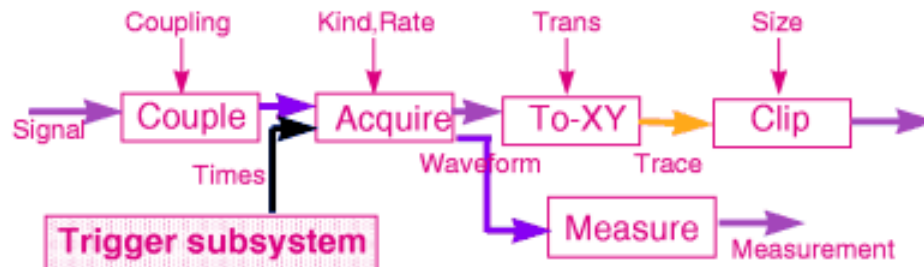 Coupling
Kind,Rate
Trans
Size
Signal
Couple
Acquire
To-XY
Clip
Times
Waveform
Trace
Trigger subsystem
Measure
Measurement